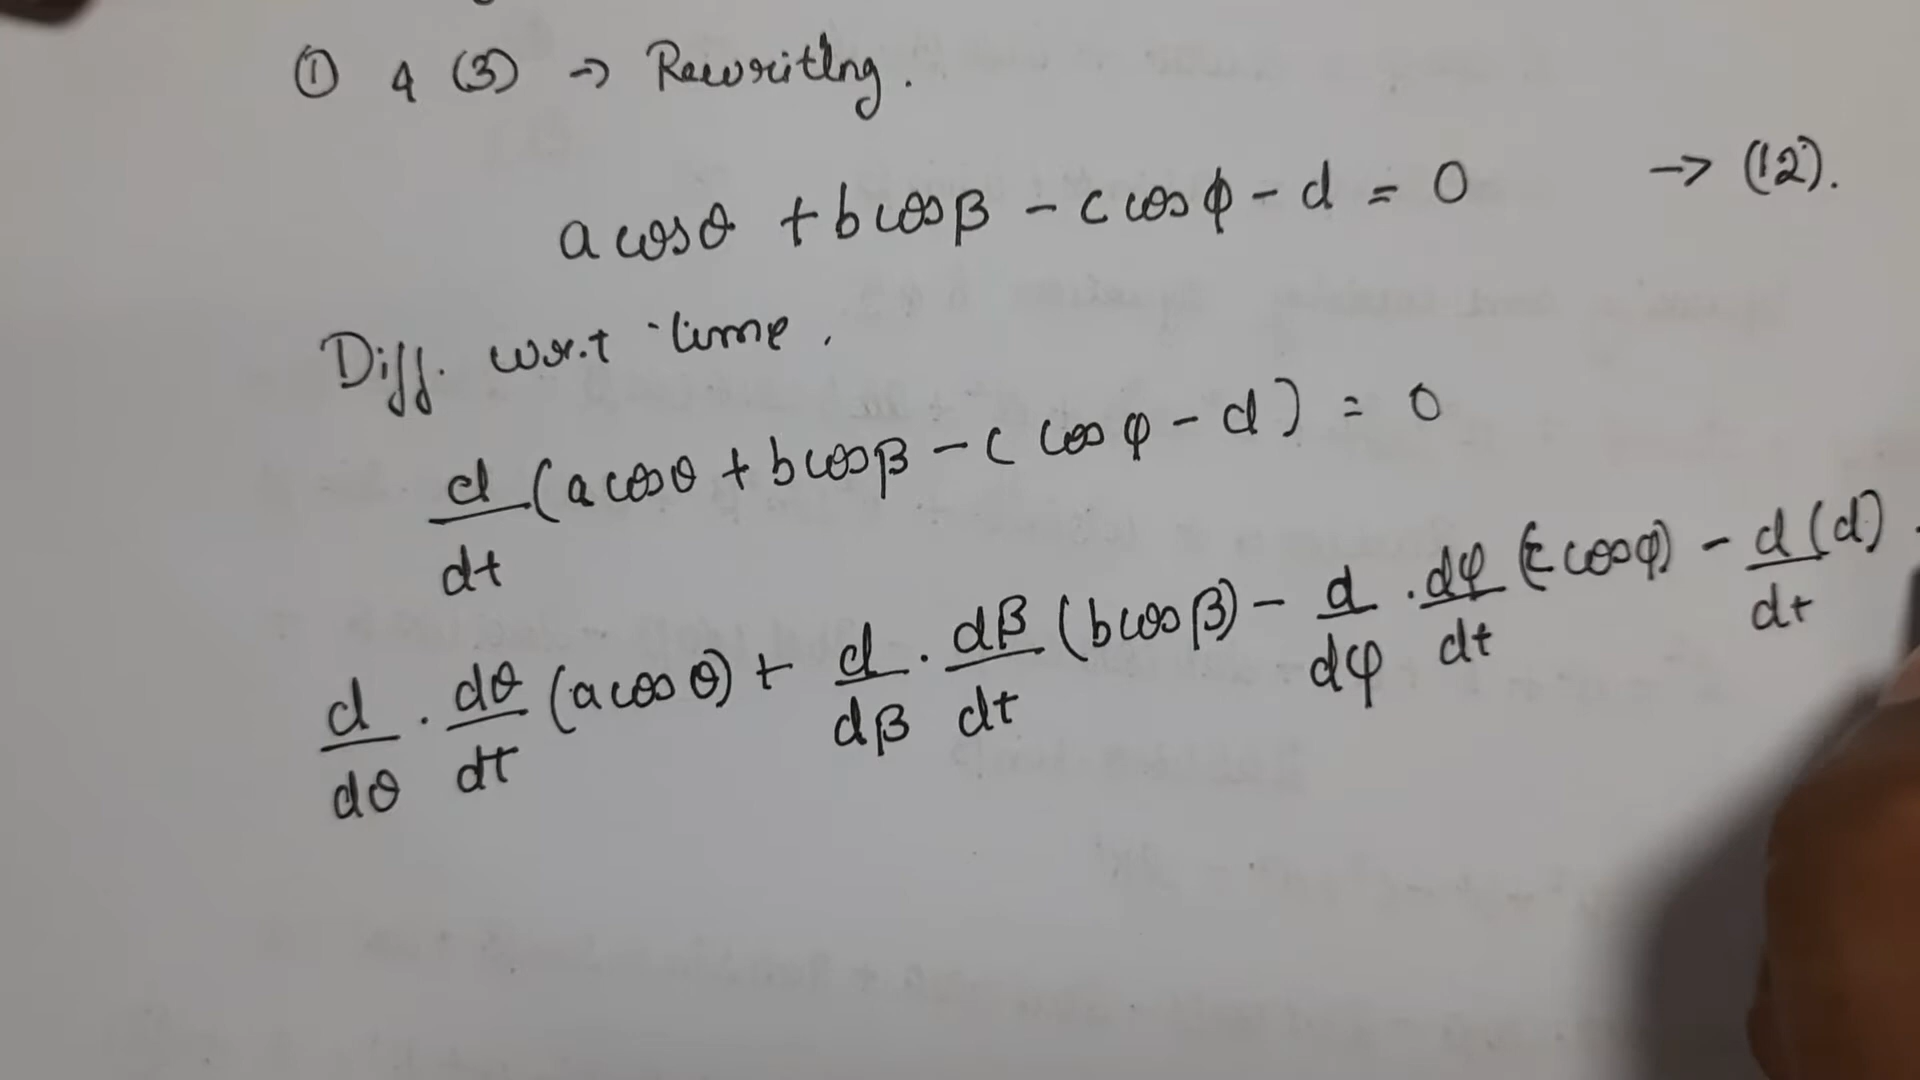 ① & (3) → Rewriting.
a cosθ + b cosβ - c cosφ - d = 0 → (12).
Diff. w.r.t time.
d/dt (a cosθ + b cosβ - c cosφ - d) = 0
d/dθ . dθ/dt (a cosθ) + d/dβ . dβ/dt (b cosβ) - d/dφ . dφ/dt (c cosφ) - d/dt (d)